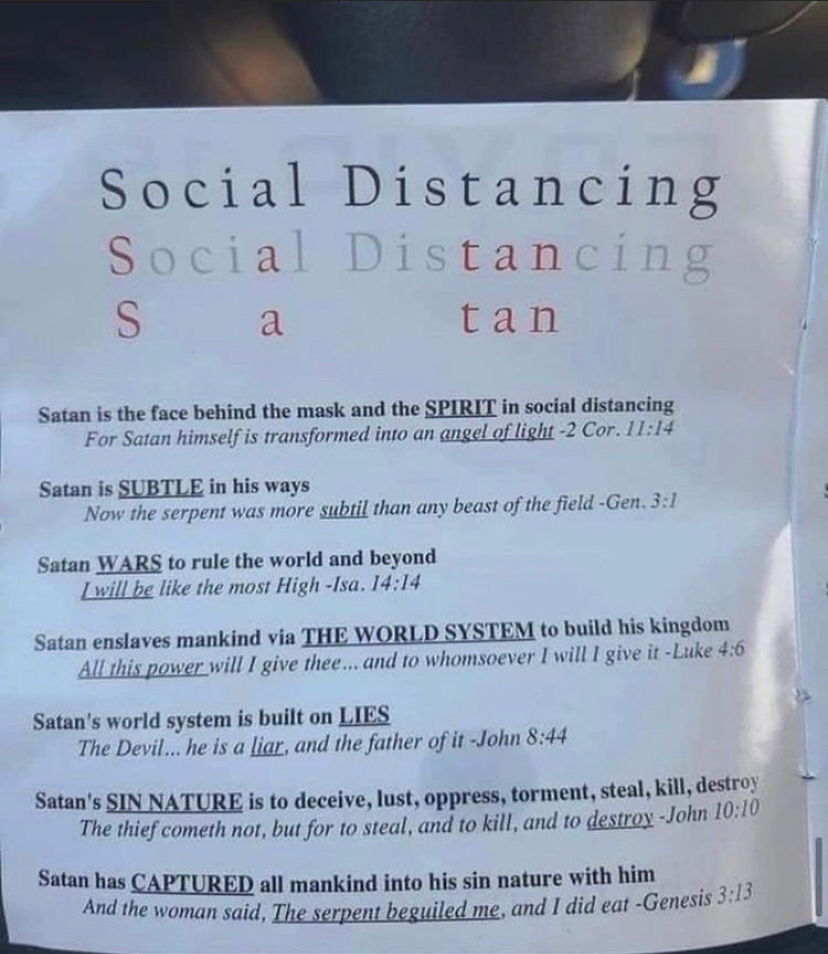 Social Distancing
Social Distancing
S a tan
Satan is the face behind the mask and the SPIRIT in social distancing
For Satan himself is transformed into an angel of light -2 Cor. 11:14
Satan is SUBTLE in his ways
Now the serpent was more subtil than any beast of the field -Gen. 3:1
Satan WARS to rule the world and beyond
I will be like the most High -Isa. 14:14
Satan enslaves mankind via THE WORLD SYSTEM to build his kingdom
All this power will I give thee... and to whomsoever I will I give it -Luke 4:6
Satan's world system is built on LIES
The Devil... he is a liar, and the father of it -John 8:44
Satan's SIN NATURE is to deceive, lust, oppress, torment, steal, kill, destroy
The thief cometh not, but for to steal, and to kill, and to destroy -John 10:10
Satan has CAPTURED all mankind into his sin nature with him
And the woman said, The serpent beguiled me, and I did eat -Genesis 3:13